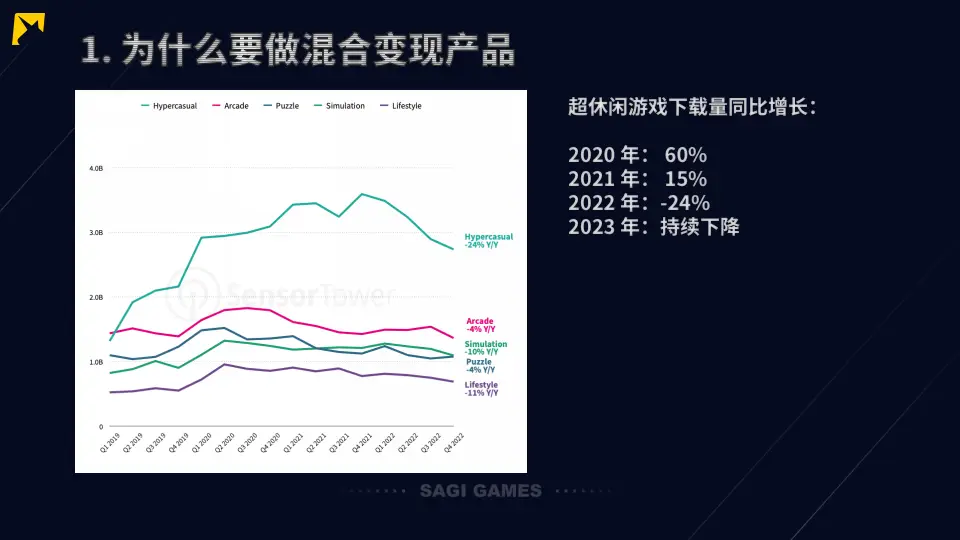 1. 为什么要做混合变现产品
Hypercasual Arcade Puzzle Simulation Lifestyle
4.0B
3.0B
2.0B
1.0B
0
SensorTower
Hypercasual
-24% Y/Y
Arcade
-4% Y/Y
Simulation
-10% Y/Y
Puzzle
-4% Y/Y
Lifestyle
-11% Y/Y
Q1 2019 Q2 2019 Q3 2019 Q4 2019 Q1 2020 Q2 2020 Q3 2020 Q4 2020 Q1 2021 Q2 2021 Q3 2021 Q4 2021 Q1 2022 Q2 2022 Q3 2022 Q4 2022
超休闲游戏下载量同比增长：
2020 年： 60%
2021 年： 15%
2022 年：-24%
2023 年：持续下降
SAGI GAMES